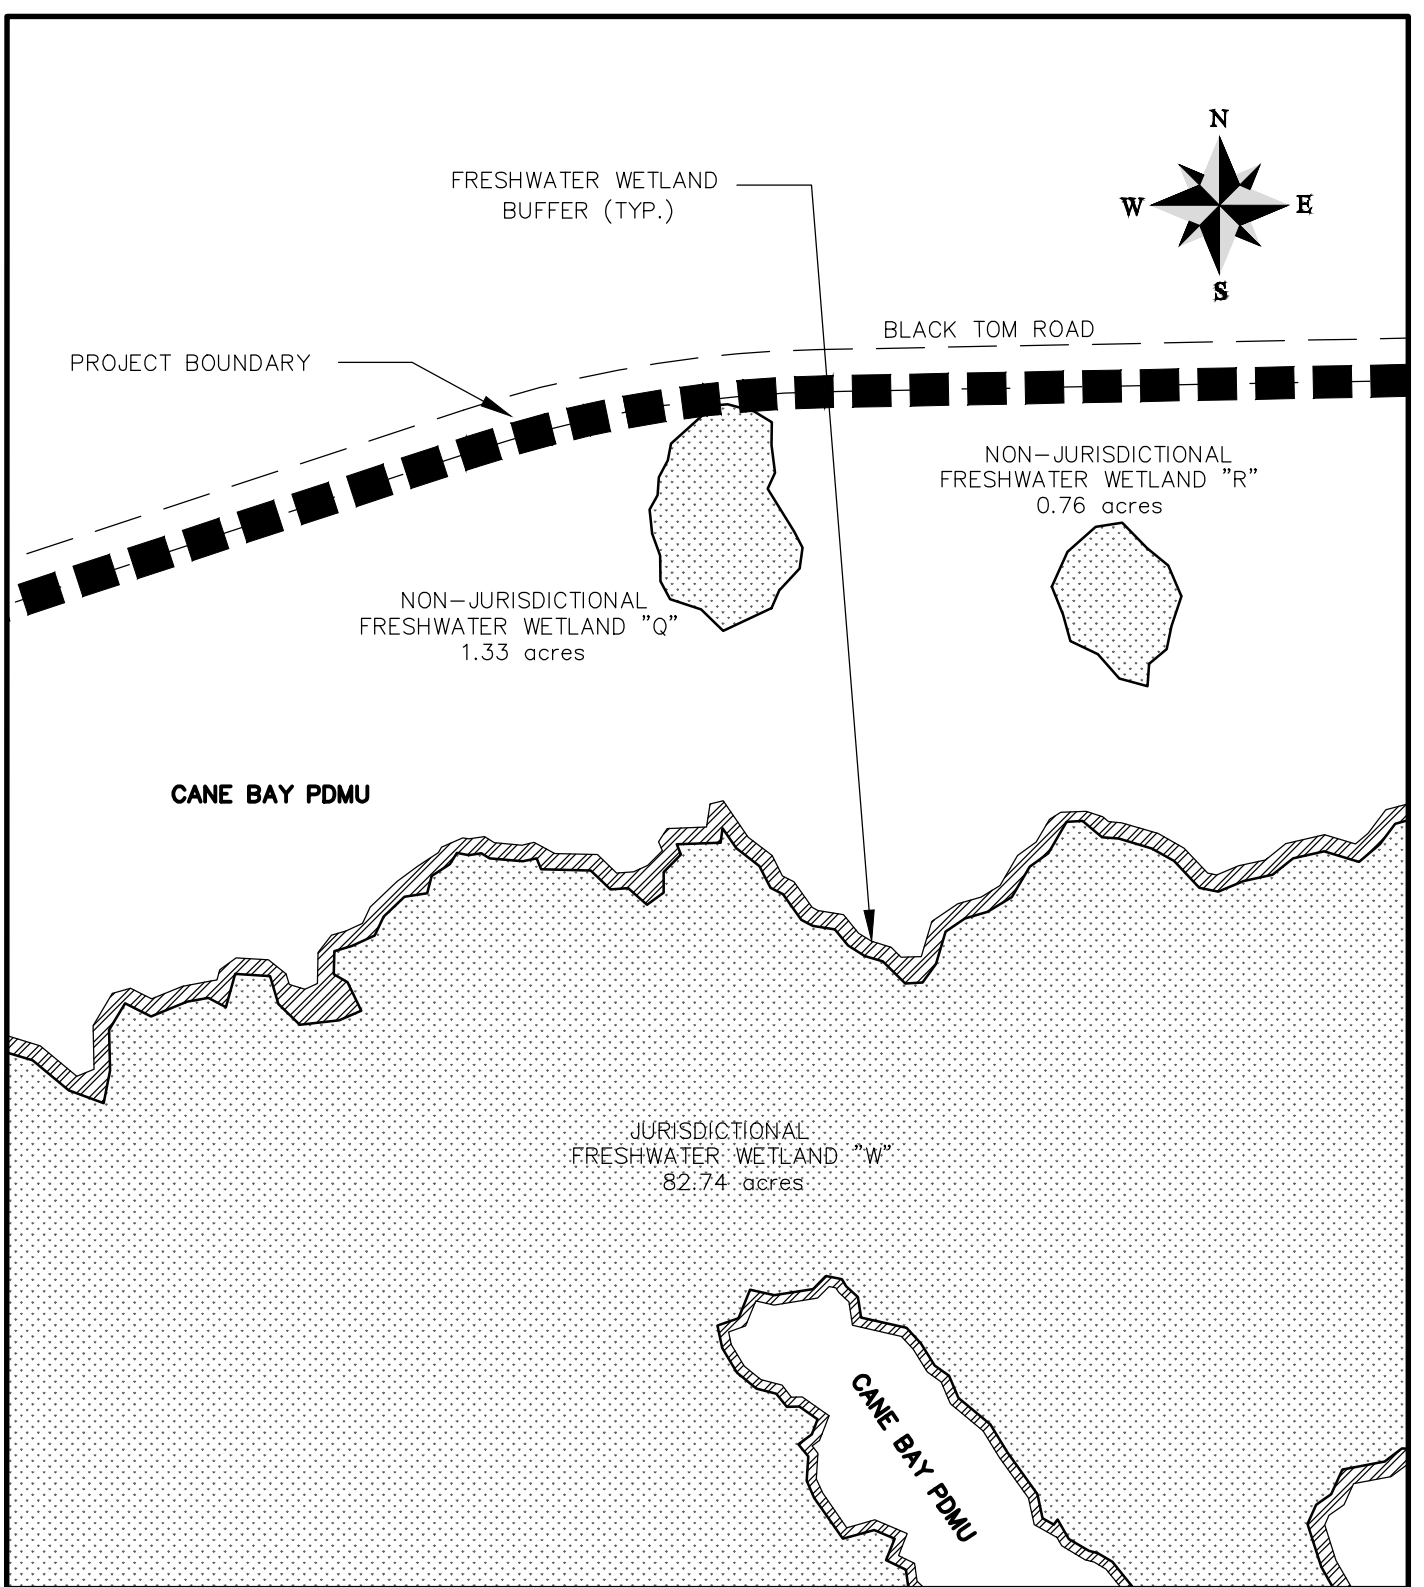 N
FRESHWATER WETLAND
BUFFER (TYP.)
W
E
S
BLACK TOM ROAD
PROJECT BOUNDARY
NON-JURISDICTIONAL
FRESHWATER WETLAND "R"
0.76 acres
NON-JURISDICTIONAL
FRESHWATER WETLAND "Q"
1.33 acres
CANE BAY PDMU
JURISDICTIONAL
FRESHWATER WETLAND "W"
82.74 acres
CANE BAY PDMU